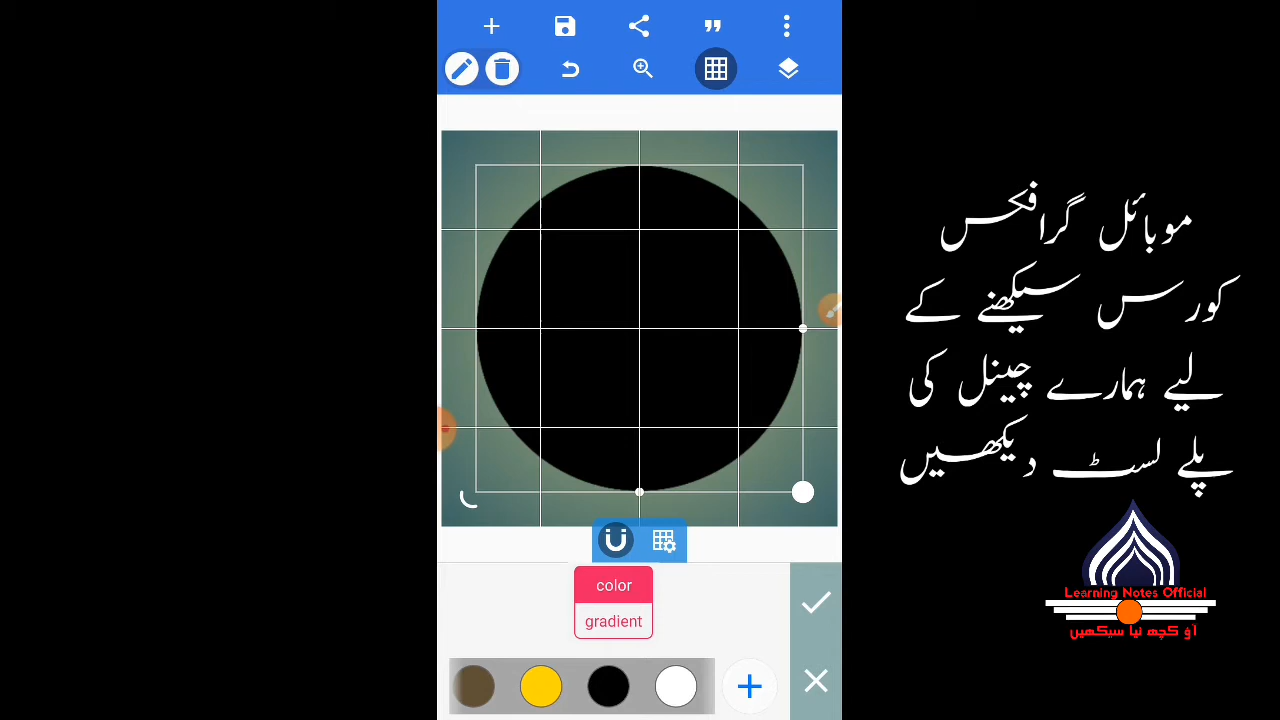 color
gradient
موبائل گرافکس
کورس سیکھنے کے
لیے ہمارے چینل کی
پلے لسٹ دیکھیں
Learning Notes Official
آؤ کچھ نیا سیکھیں